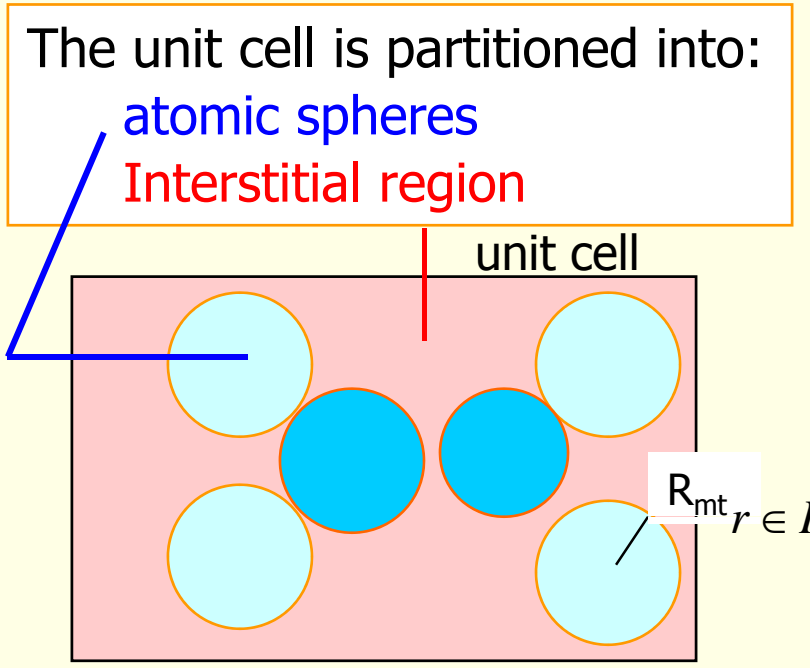 The unit cell is partitioned into:
atomic spheres
Interstitial region
unit cell
Rmt
r ∈ I